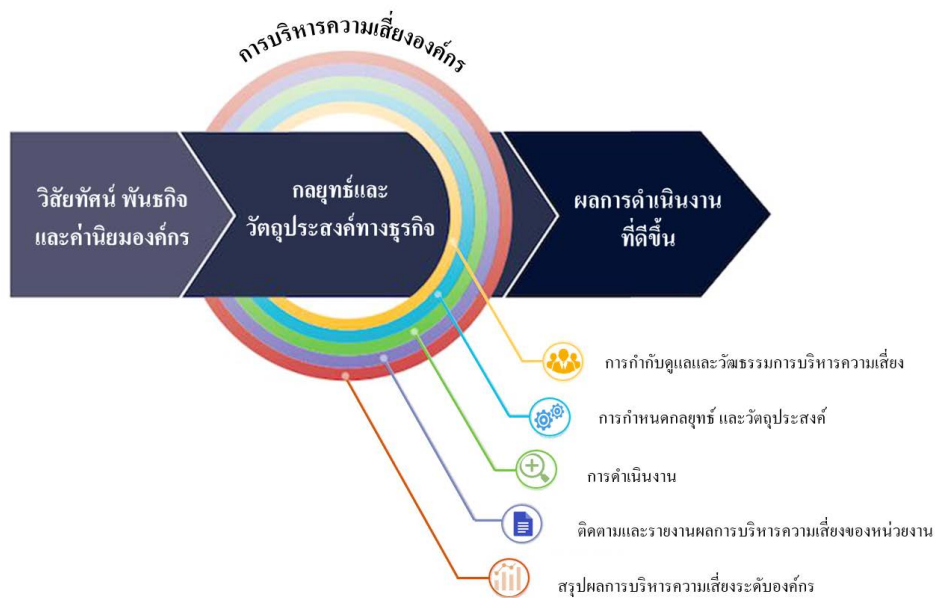 การบริหารความเสี่ยงองค์กร
วิสัยทัศน์ พันธกิจ
และค่านิยมองค์กร
กลยุทธ์และ
วัตถุประสงค์ทางธุรกิจ
ผลการดำเนินงาน
ที่ดีขึ้น
การกำกับดูแลและวัฒธรรมการบริหารความเสี่ยง
การกำหนดกลยุทธ์ และวัตถุประสงค์
การดำเนินงาน
ติดตามและรายงานผลการบริหารความเสี่ยงของหน่วยงาน
สรุปผลการบริหารความเสี่ยงระดับองค์กร